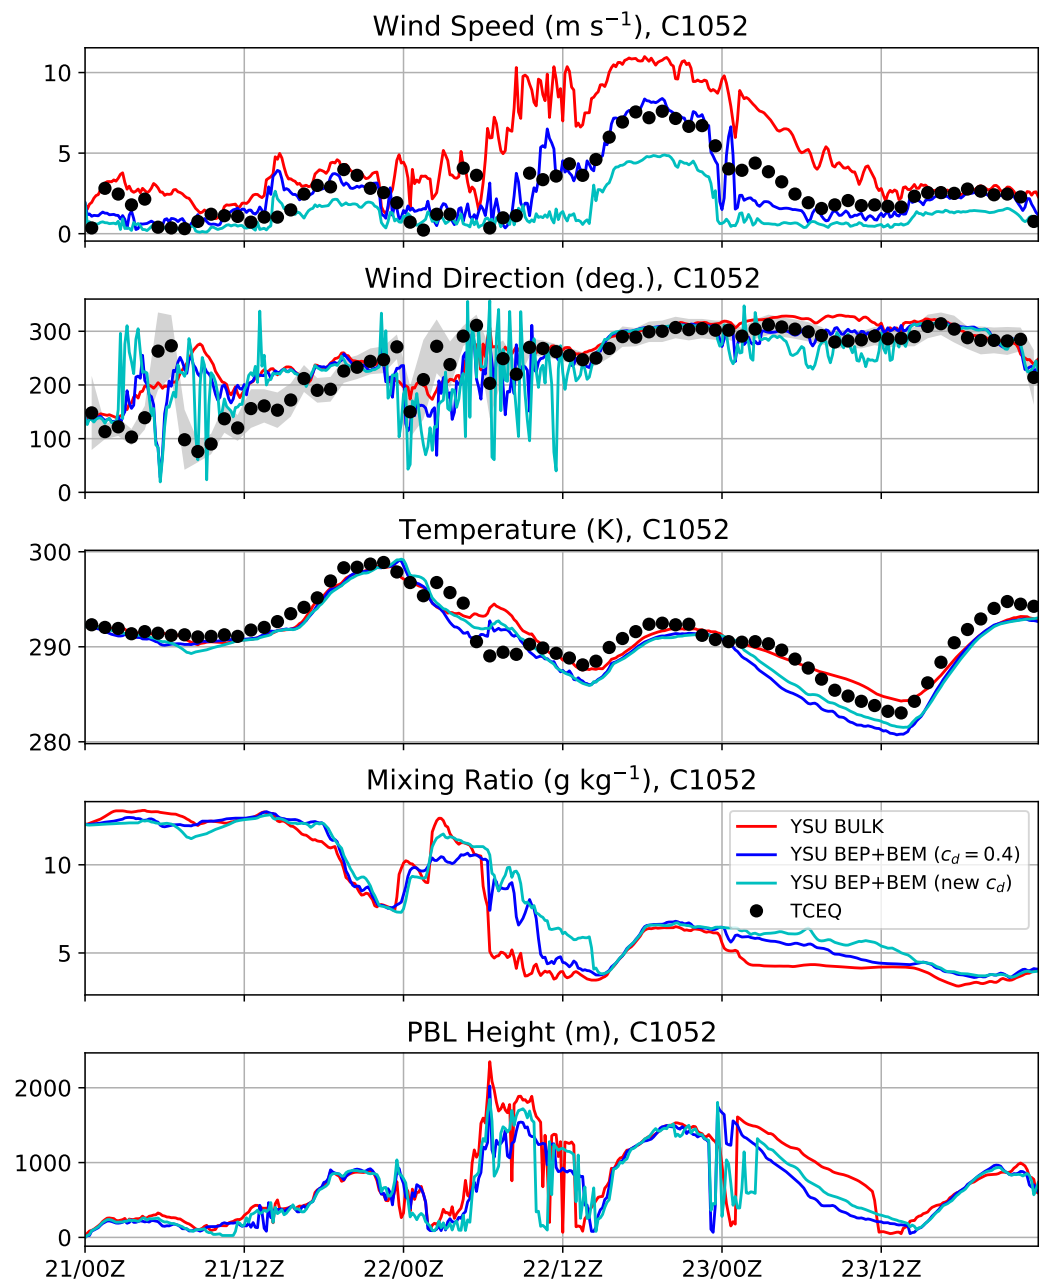 Wind Speed (m s⁻¹), C1052
10
5
0
Wind Direction (deg.), C1052
300
200
100
0
Temperature (K), C1052
300
290
280
Mixing Ratio (g kg⁻¹), C1052
10
5
YSU BULK
YSU BEP+BEM (c_d = 0.4)
YSU BEP+BEM (new c_d)
TCEQ
PBL Height (m), C1052
2000
1000
0
21/00Z 21/12Z 22/00Z 22/12Z 23/00Z 23/12Z